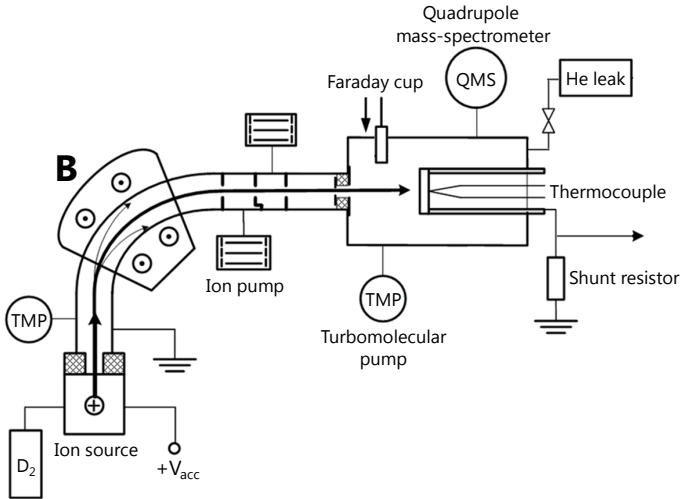 Quadrupole
mass-spectrometer
QMS
He leak
Faraday cup
B
Thermocouple
Ion pump
Shunt resistor
TMP
TMP
Turbomolecular
pump
Ion source
D₂
+V_acc